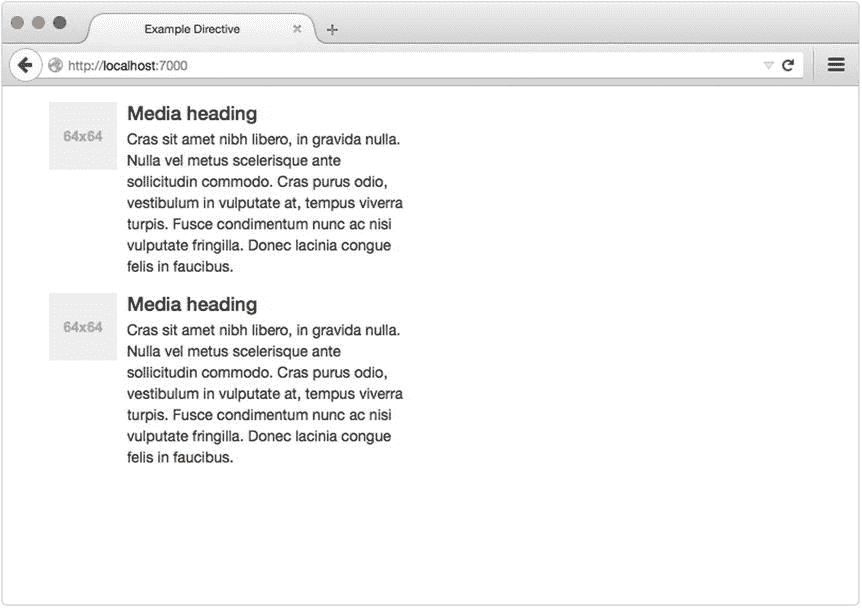 Example Directive
http://localhost:7000
64x64
Media heading
Cras sit amet nibh libero, in gravida nulla.
Nulla vel metus scelerisque ante
sollicitudin commodo. Cras purus odio,
vestibulum in vulputate at, tempus viverra
turpis. Fusce condimentum nunc ac nisi
vulputate fringilla. Donec lacinia congue
felis in faucibus.
64x64
Media heading
Cras sit amet nibh libero, in gravida nulla.
Nulla vel metus scelerisque ante
sollicitudin commodo. Cras purus odio,
vestibulum in vulputate at, tempus viverra
turpis. Fusce condimentum nunc ac nisi
vulputate fringilla. Donec lacinia congue
felis in faucibus.